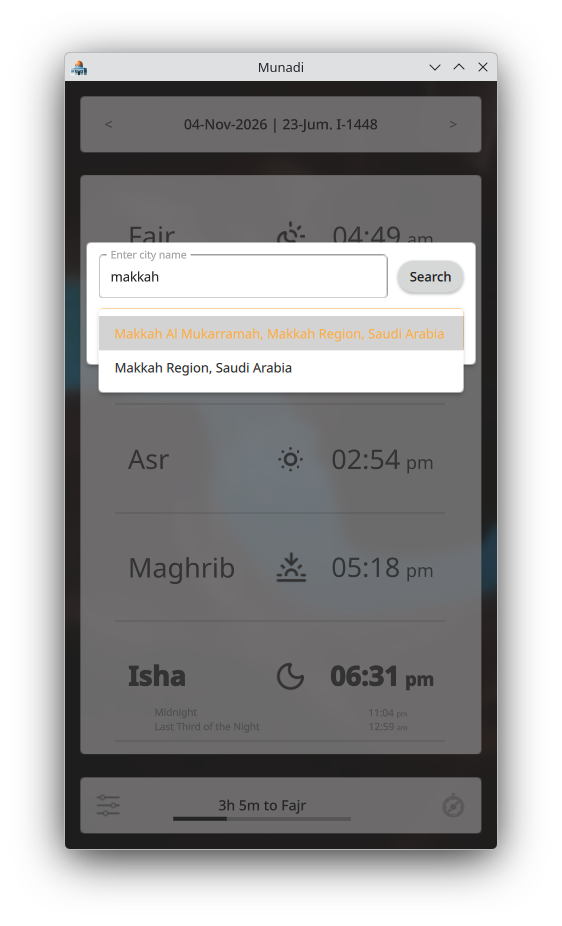 Munadi
< 04-Nov-2026 | 23-Jum. I-1448 >
Fajr 04:49 am
Enter city name
makkah Search
Makkah Al Mukarramah, Makkah Region, Saudi Arabia
Makkah Region, Saudi Arabia
Asr 02:54 pm
Maghrib 05:18 pm
Isha 06:31 pm
Midnight 11:04 pm
Last Third of the Night 12:59 am
3h 5m to Fajr